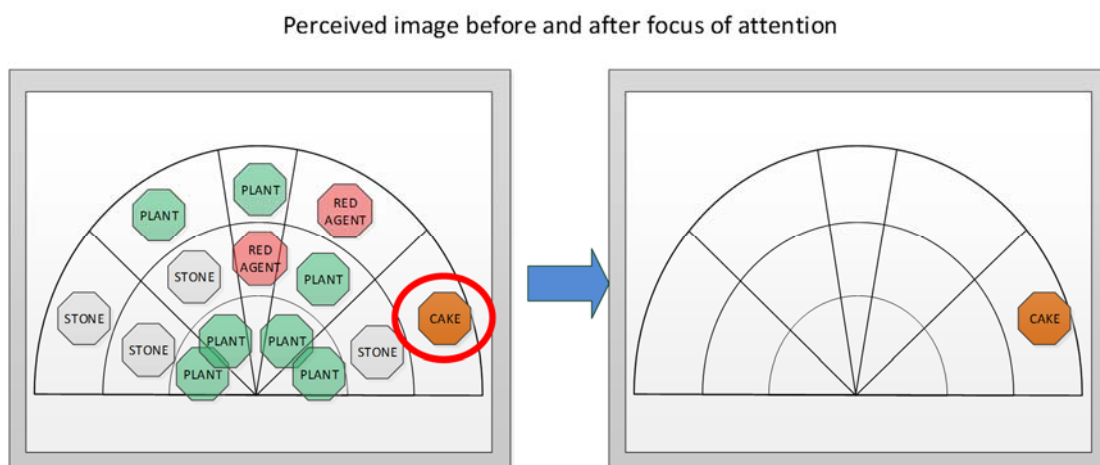 Perceived image before and after focus of attention
PLANT
PLANT
RED
AGENT
RED
AGENT
STONE
PLANT
STONE
CAKE
STONE
PLANT
PLANT
STONE
PLANT
PLANT
CAKE